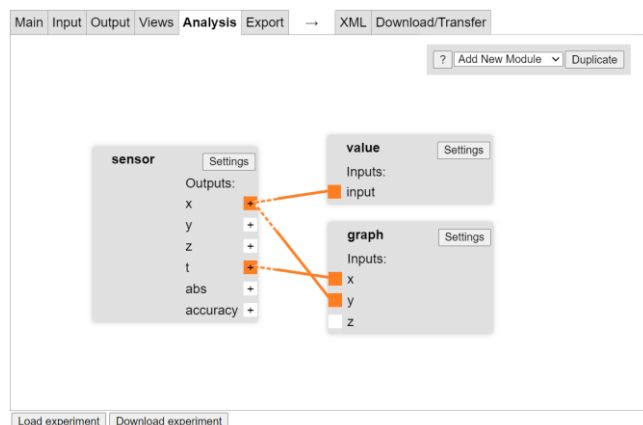 Main Input Output Views Analysis Export → XML Download/Transfer
? Add New Module Duplicate
sensor Settings
Outputs:
x +
y +
z +
t +
abs +
accuracy +
value Settings
Inputs:
input
graph Settings
Inputs:
x
y
z
Load experiment Download experiment